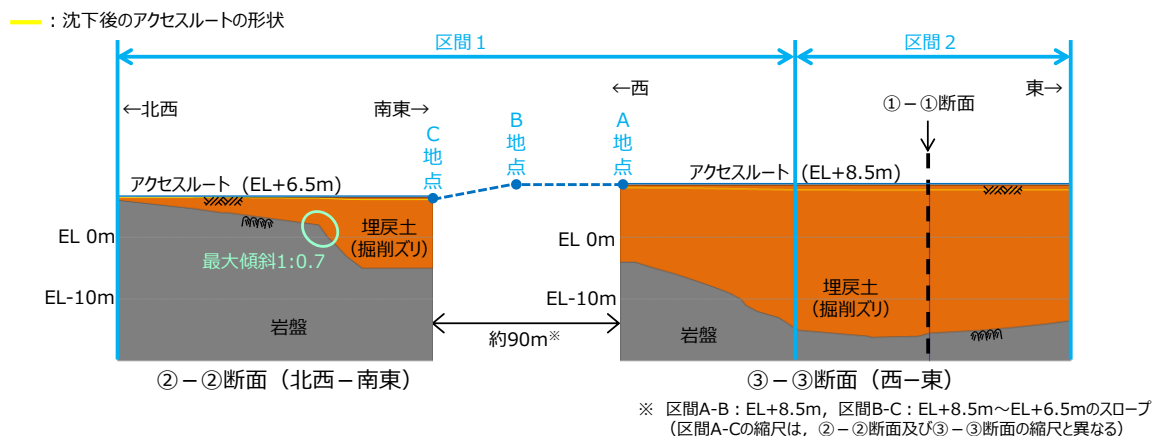 ：沈下後のアクセスルートの形状
区間１
区間２
←北西
南東→
←西
東→
①－①断面
C
地
点
B
地
点
A
地
点
アクセスルート（EL+6.5m）
アクセスルート（EL+8.5m）
EL 0m
埋戻土
（掘削ズリ）
EL 0m
最大傾斜1:0.7
EL-10m
EL-10m
埋戻土
（掘削ズリ）
岩盤
約90m※
岩盤
②－②断面（北西－南東）
③－③断面（西－東）
※ 区間A-B：EL+8.5m，区間B-C：EL+8.5m～EL+6.5mのスロープ
（区間A-Cの縮尺は，②－②断面及び③－③断面の縮尺と異なる）